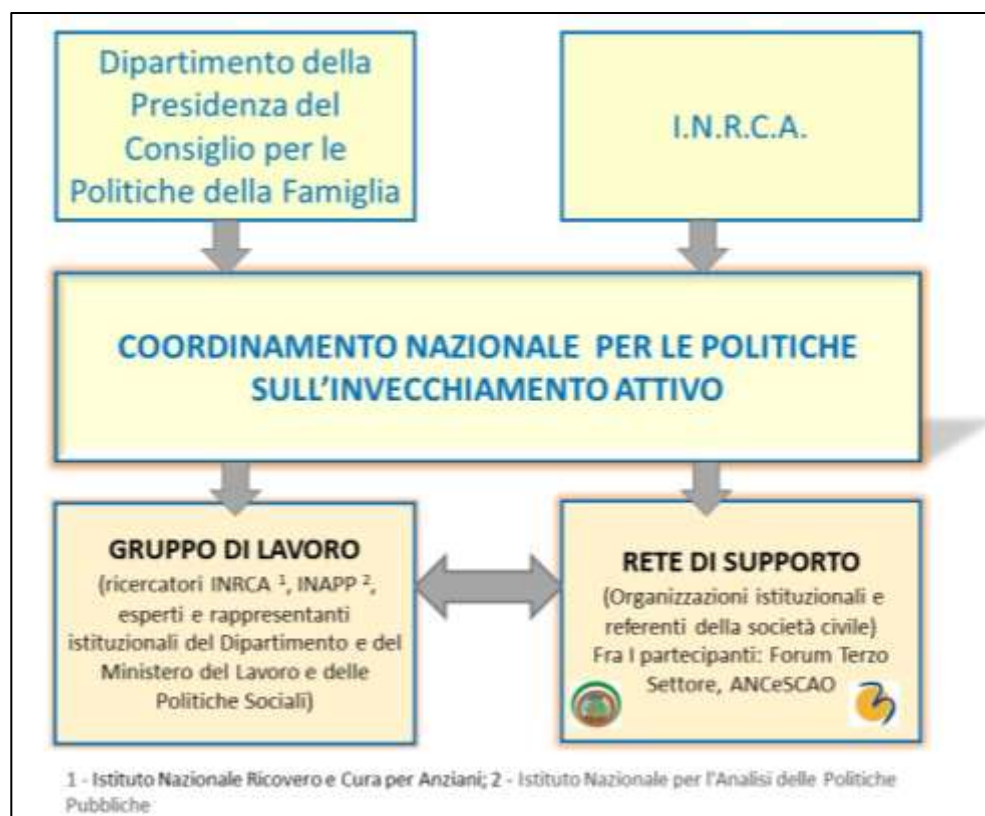 Dipartimento della
Presidenza del
Consiglio per le
Politiche della Famiglia
I.N.R.C.A.
COORDINAMENTO NAZIONALE PER LE POLITICHE
SULL'INVECCHIAMENTO ATTIVO
GRUPPO DI LAVORO
(ricercatori INRCA ¹, INAPP ²,
esperti e rappresentanti
istituzionali del Dipartimento e del
Ministero del Lavoro e delle
Politiche Sociali)
RETE DI SUPPORTO
(Organizzazioni istituzionali e
referenti della società civile)
Fra I partecipanti: Forum Terzo
Settore, ANCeSCAO
1 - Istituto Nazionale Ricovero e Cura per Anziani; 2 - Istituto Nazionale per l'Analisi delle Politiche
Pubbliche